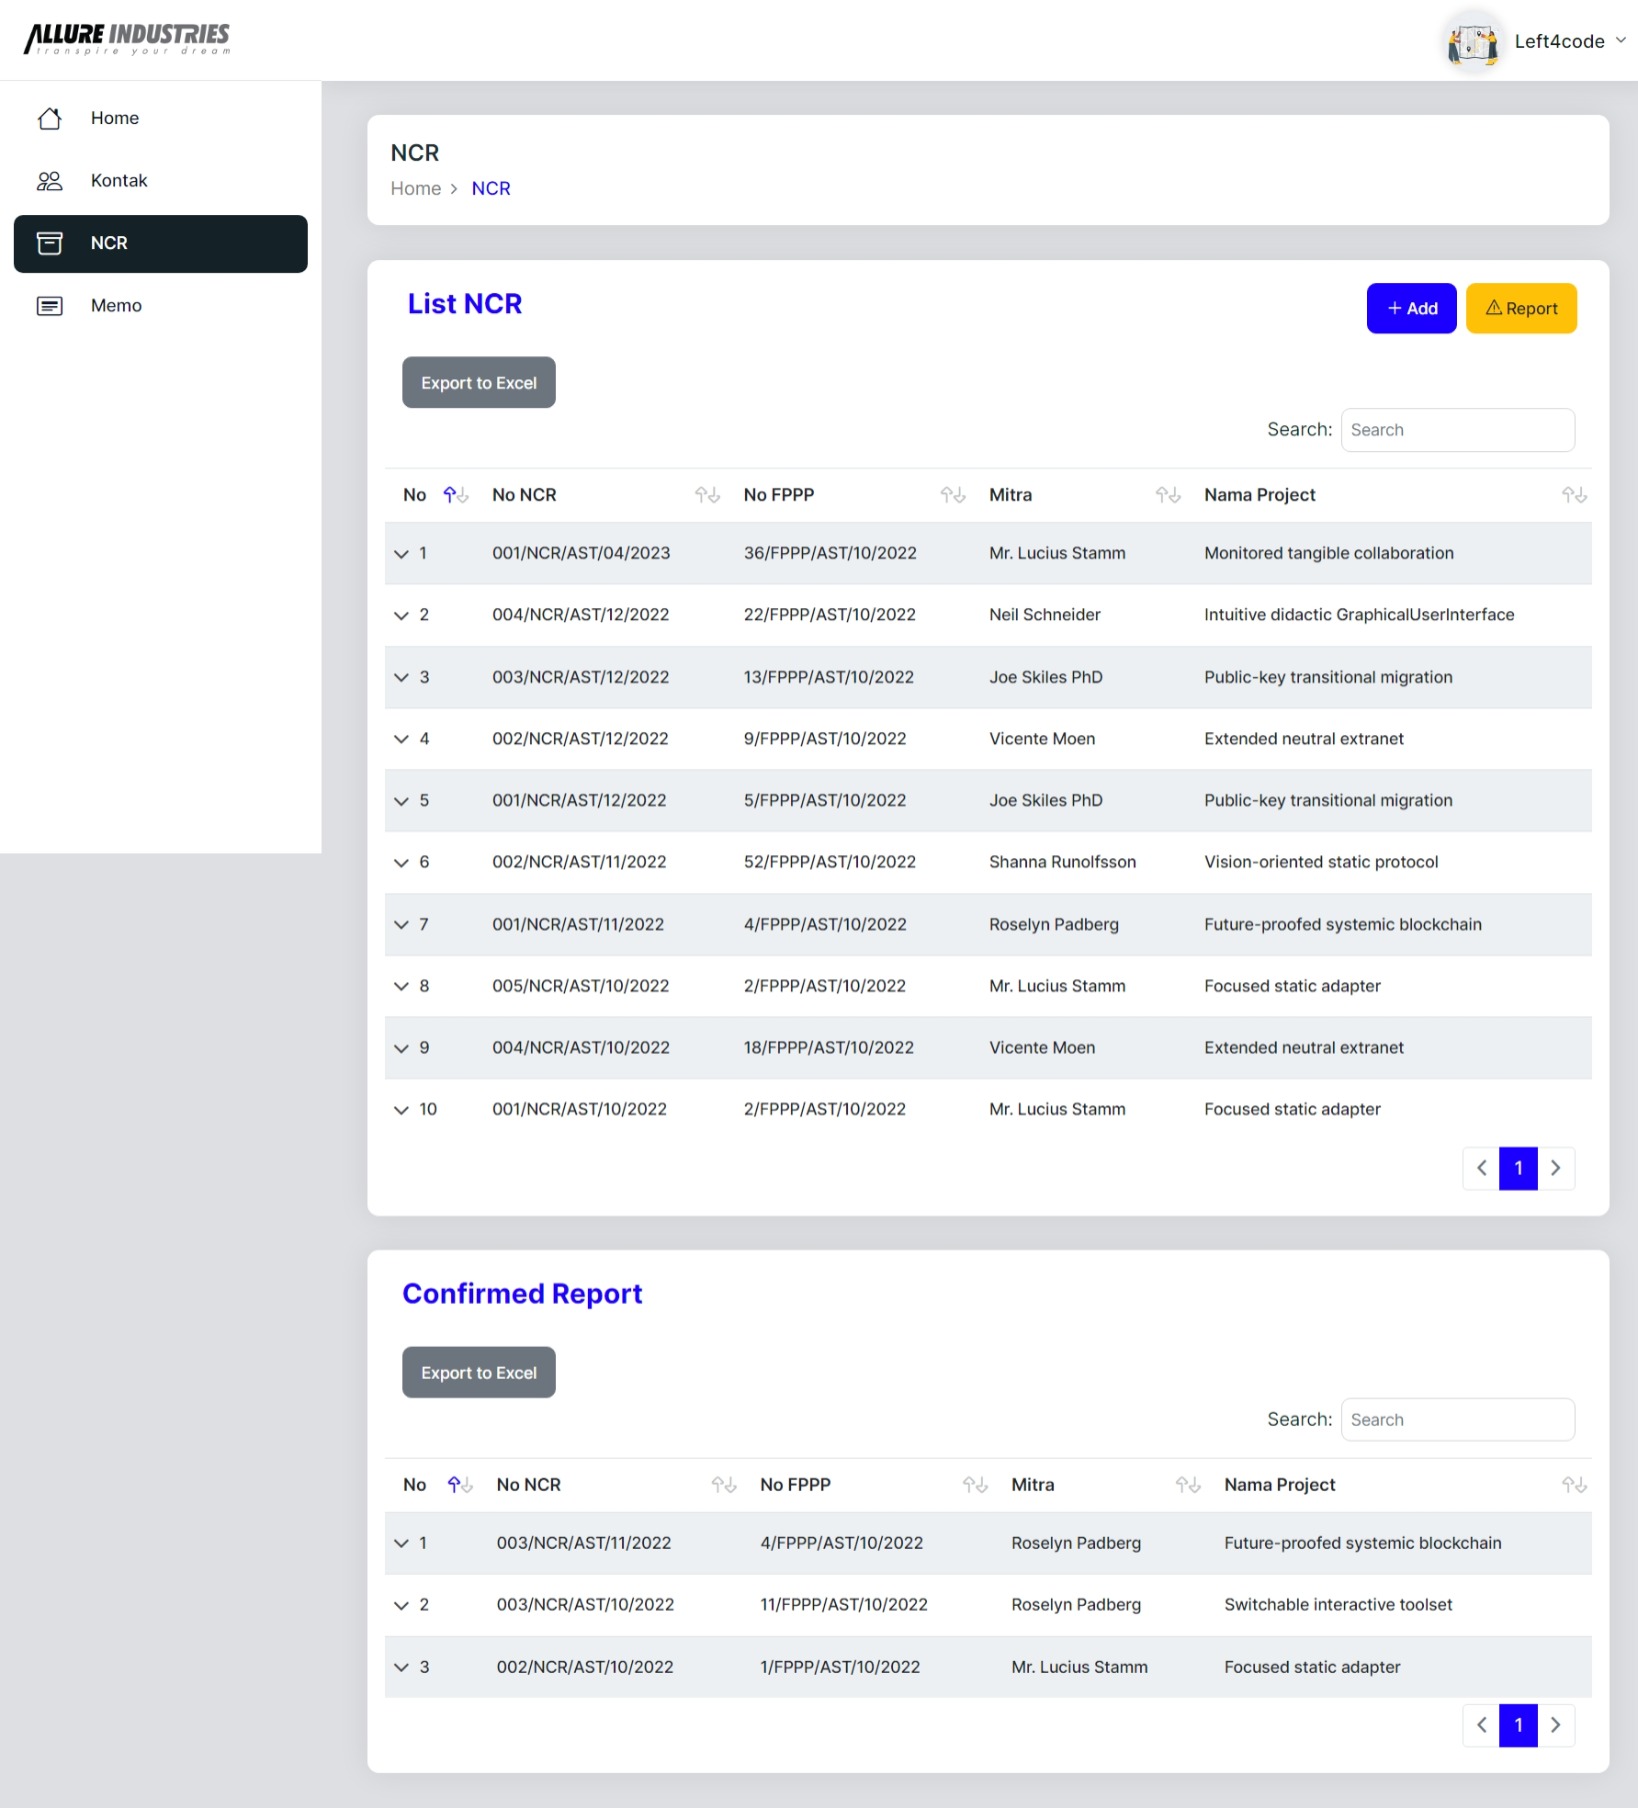 ALLURE INDUSTRIES
transpire your dream
Left4code
Home
Kontak
NCR
Memo
NCR
Home > NCR
List NCR
+ Add
Report
Export to Excel
Search: Search
No No NCR No FPPP Mitra Nama Project
1 001/NCR/AST/04/2023 36/FPPP/AST/10/2022 Mr. Lucius Stamm Monitored tangible collaboration
2 004/NCR/AST/12/2022 22/FPPP/AST/10/2022 Neil Schneider Intuitive didactic GraphicalUserInterface
3 003/NCR/AST/12/2022 13/FPPP/AST/10/2022 Joe Skiles PhD Public-key transitional migration
4 002/NCR/AST/12/2022 9/FPPP/AST/10/2022 Vicente Moen Extended neutral extranet
5 001/NCR/AST/12/2022 5/FPPP/AST/10/2022 Joe Skiles PhD Public-key transitional migration
6 002/NCR/AST/11/2022 52/FPPP/AST/10/2022 Shanna Runolfsson Vision-oriented static protocol
7 001/NCR/AST/11/2022 4/FPPP/AST/10/2022 Roselyn Padberg Future-proofed systemic blockchain
8 005/NCR/AST/10/2022 2/FPPP/AST/10/2022 Mr. Lucius Stamm Focused static adapter
9 004/NCR/AST/10/2022 18/FPPP/AST/10/2022 Vicente Moen Extended neutral extranet
10 001/NCR/AST/10/2022 2/FPPP/AST/10/2022 Mr. Lucius Stamm Focused static adapter
1
Confirmed Report
Export to Excel
Search: Search
No No NCR No FPPP Mitra Nama Project
1 003/NCR/AST/11/2022 4/FPPP/AST/10/2022 Roselyn Padberg Future-proofed systemic blockchain
2 003/NCR/AST/10/2022 11/FPPP/AST/10/2022 Roselyn Padberg Switchable interactive toolset
3 002/NCR/AST/10/2022 1/FPPP/AST/10/2022 Mr. Lucius Stamm Focused static adapter
1